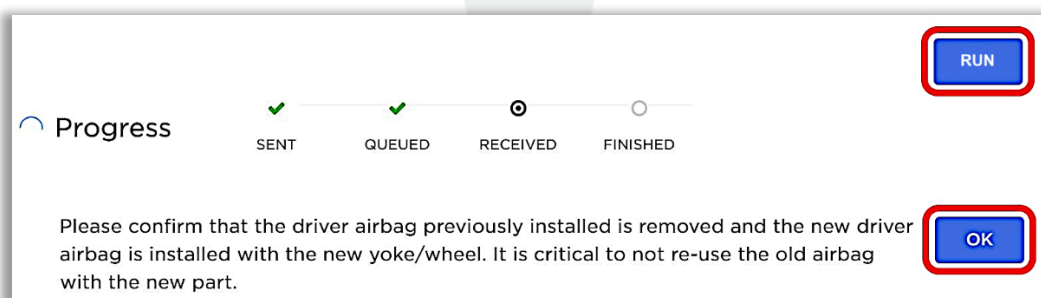 RUN
Progress
SENT QUEUED RECEIVED FINISHED
Please confirm that the driver airbag previously installed is removed and the new driver
airbag is installed with the new yoke/wheel. It is critical to not re-use the old airbag
with the new part.
OK